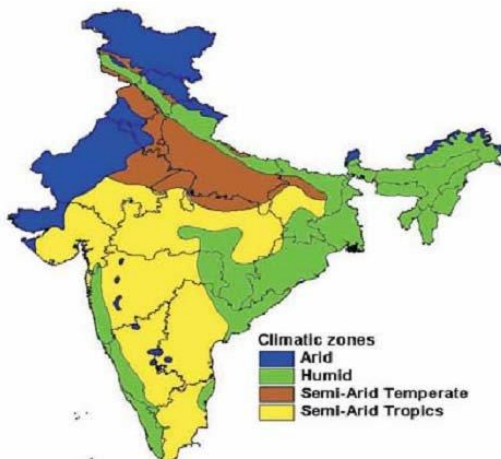 Climatic zones
Arid
Humid
Semi-Arid Temperate
Semi-Arid Tropics